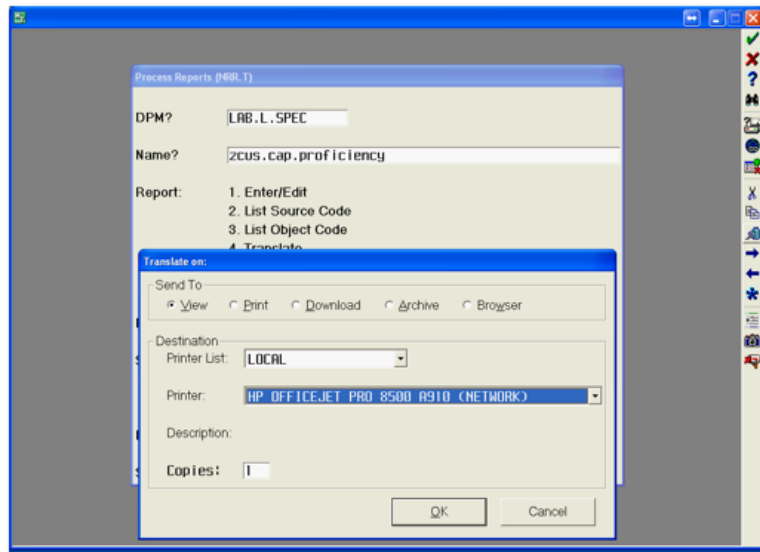 Process Reports (NRR.T)
DPM? LAB.L.SPEC
Name? zcus.cap.proficiency
Report: 1. Enter/Edit
2. List Source Code
3. List Object Code
4. Translate
Translate on:
Send To
View Print Download Archive Browser
Destination
Printer List: LOCAL
Printer: HP OFFICEJET PRO 8500 A910 (NETWORK)
Description:
Copies: 1
OK Cancel